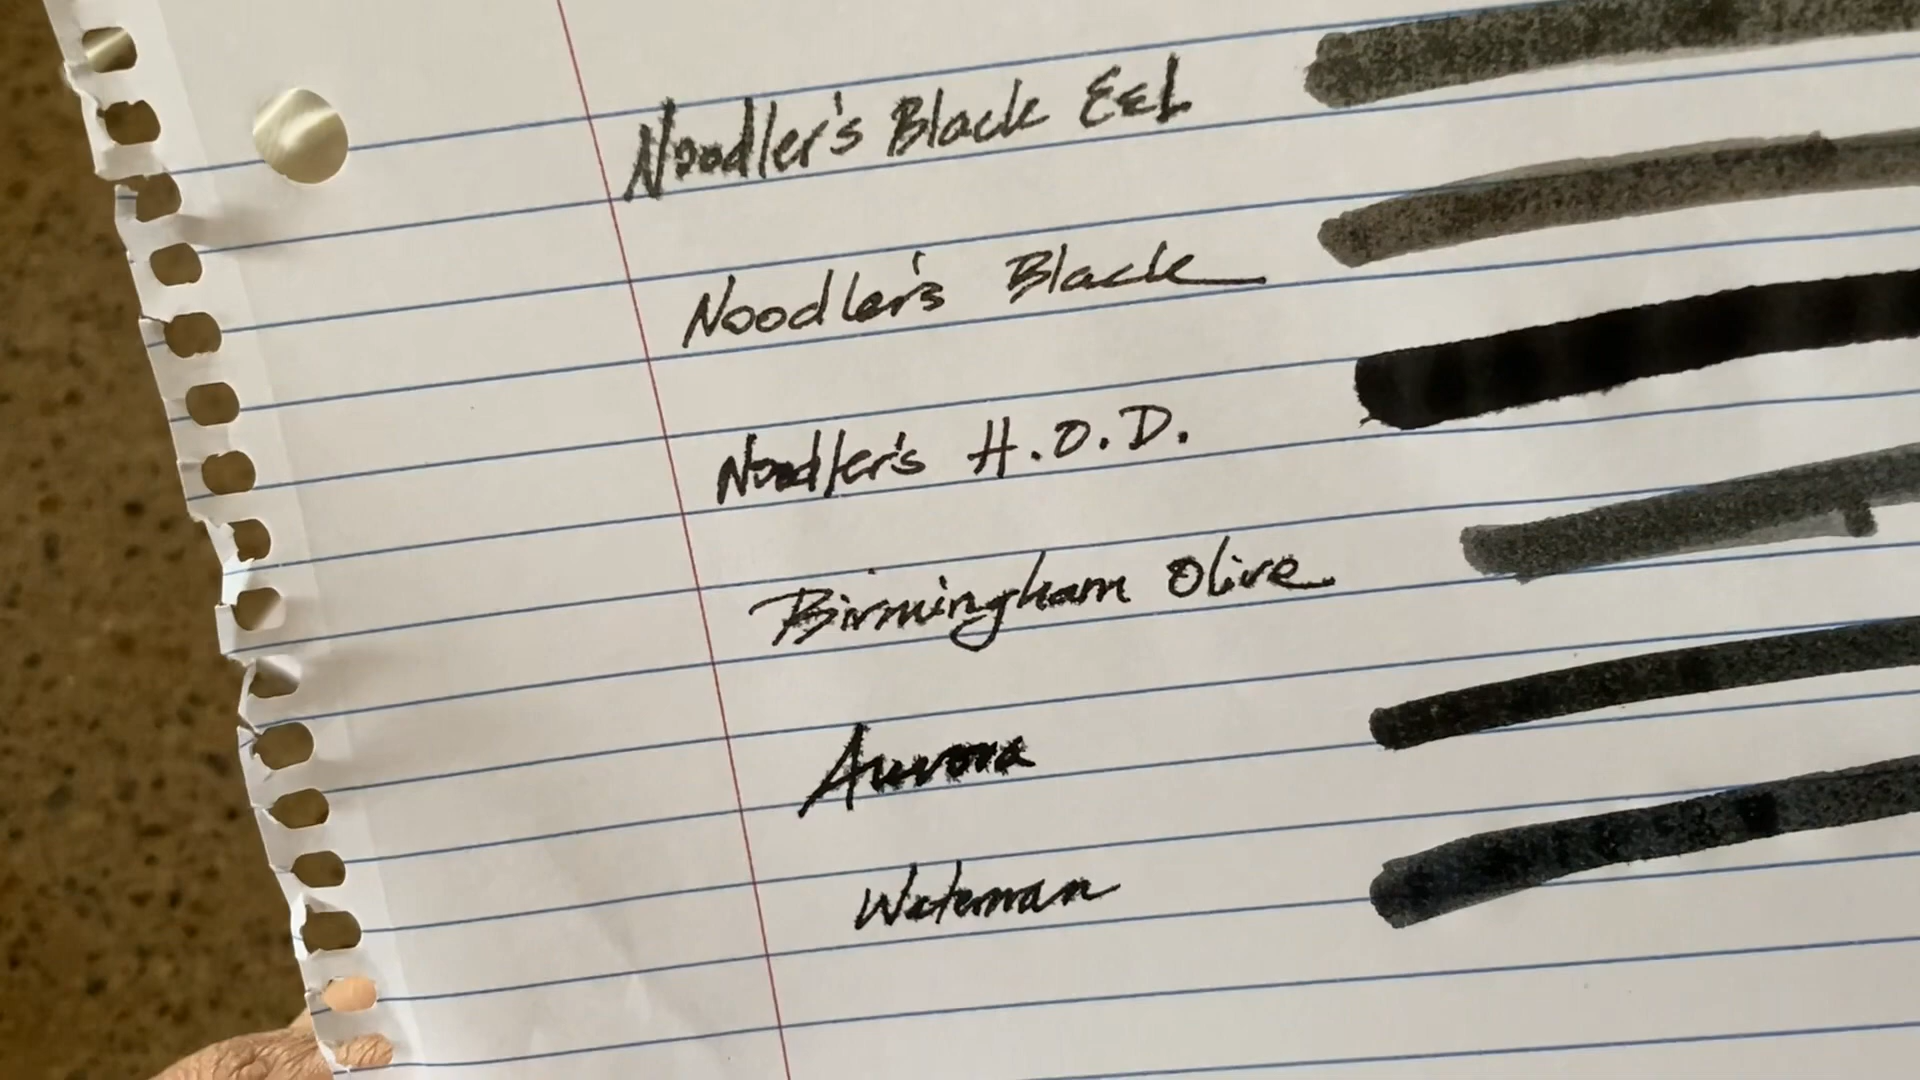 Noodler's Black EEL
Noodler's Black
Noodler's H.O.D.
Birmingham Olive
Aurora
Waterman